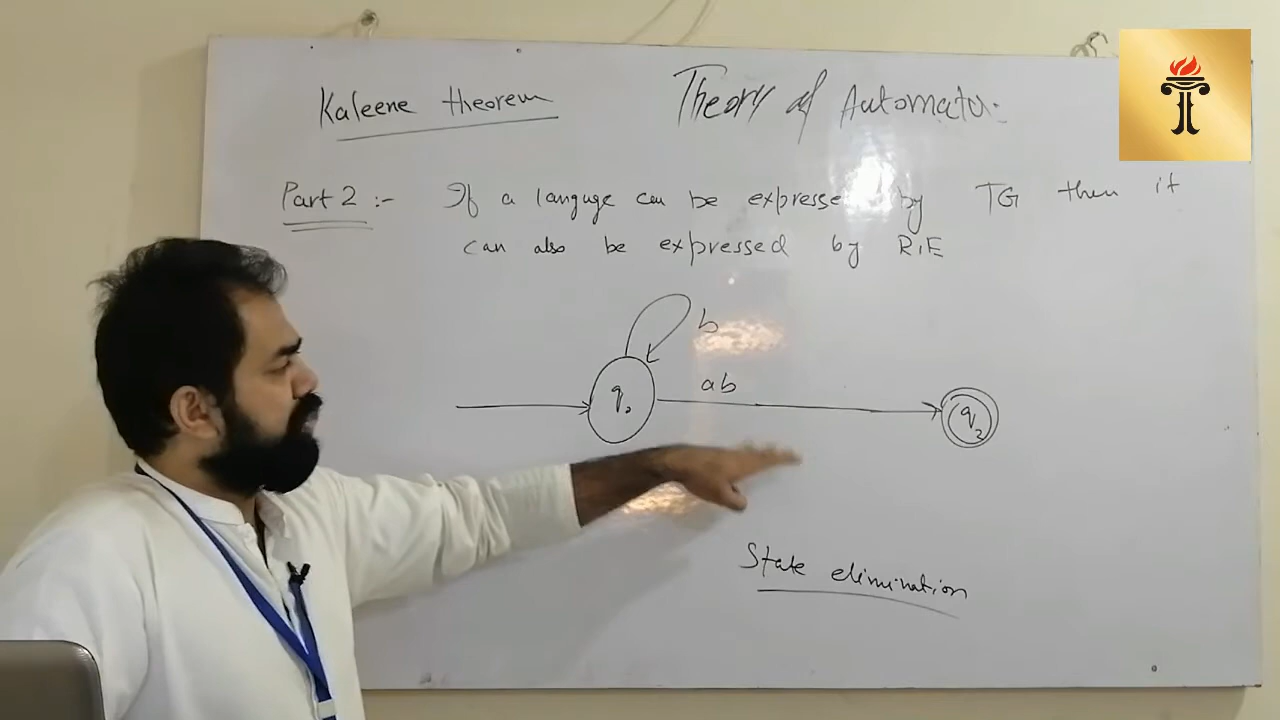 Kaleene theorem
Theory of Automata:
Part 2 :- If a languge can be expresse by TG then it
can also be expressed by R.E
b
ab
q
q2
State elimination